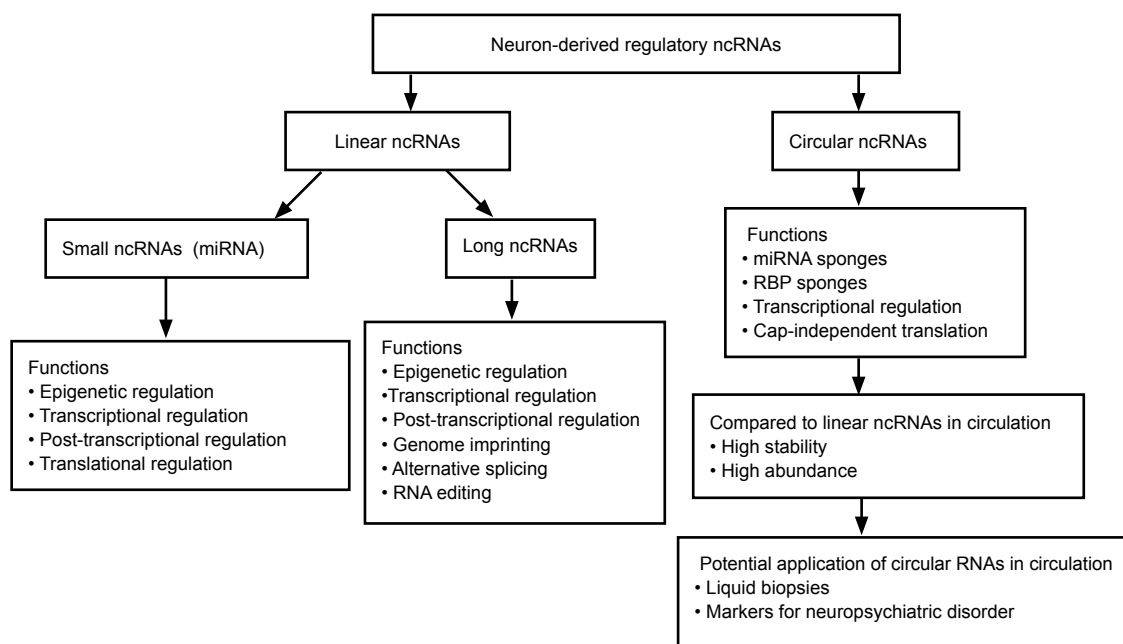 Neuron-derived regulatory ncRNAs
Linear ncRNAs
Circular ncRNAs
Small ncRNAs (miRNA)
Long ncRNAs
Functions
• Epigenetic regulation
• Transcriptional regulation
• Post-transcriptional regulation
• Translational regulation
Functions
• Epigenetic regulation
•Transcriptional regulation
• Post-transcriptional regulation
• Genome imprinting
• Alternative splicing
• RNA editing
Functions
• miRNA sponges
• RBP sponges
• Transcriptional regulation
• Cap-independent translation
Compared to linear ncRNAs in circulation
• High stability
• High abundance
Potential application of circular RNAs in circulation
• Liquid biopsies
• Markers for neuropsychiatric disorder